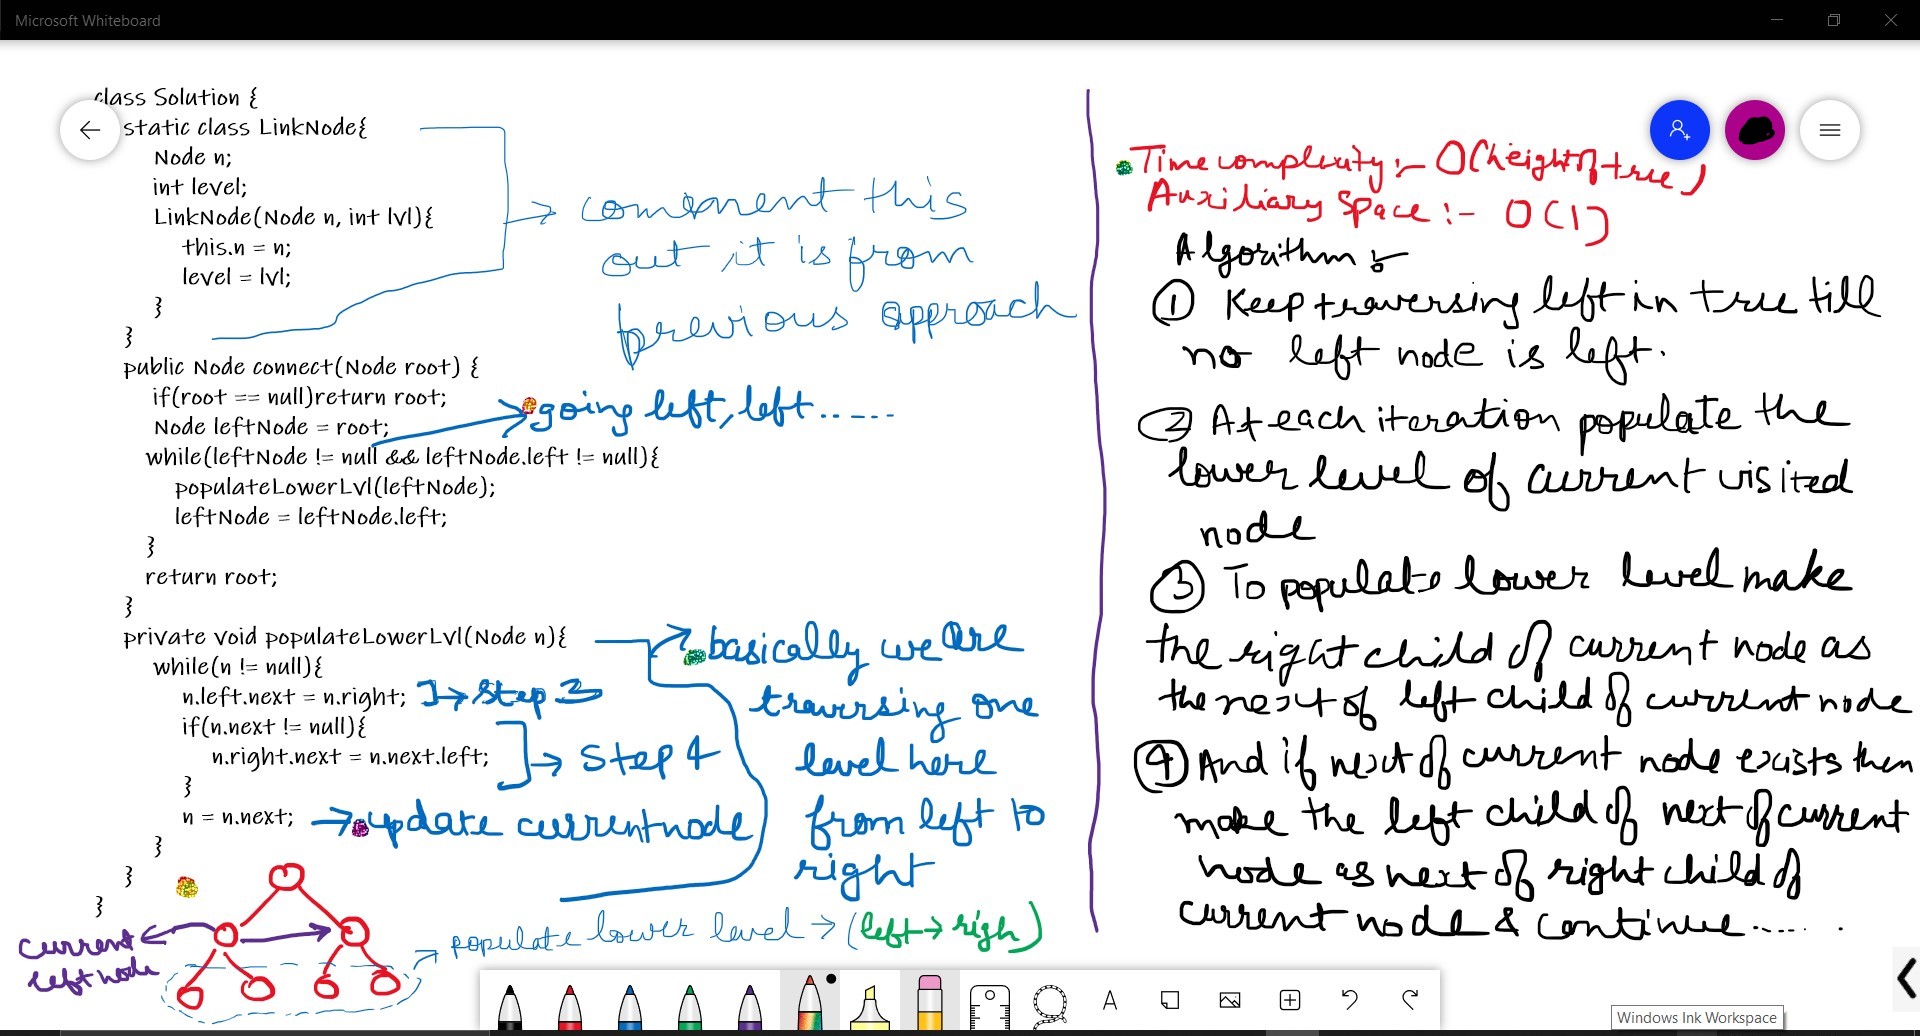 Microsoft Whiteboard
class Solution {
static class LinkNode{
Node n;
int level;
LinkNode(Node n, int lvl){
this.n = n;
level = lvl;
}
}
public Node connect(Node root) {
if(root == null)return root;
Node leftNode = root;
while(leftNode != null && leftNode.left != null){
populateLowerLvl(leftNode);
leftNode = leftNode.left;
}
return root;
}
private void populateLowerLvl(Node n){
while(n != null){
n.left.next = n.right;
if(n.next != null){
n.right.next = n.next.left;
}
n = n.next;
}
}
}
→ comment this
out it is from
previous approach
going left, left.....
→ Step 3
→ Step 4
→ update current node
basically we are
traversing one
level here
from left to
right
current
left node
→ populate lower level → (left → righ)
Time complexity :- O(height of tree)
Auxiliary Space :- O(1)
Algorithm :-
① Keep traversing left in tree till
no left node is left.
② At each iteration populate the
lower level of current visited
node
③ To populate lower level make
the right child of current node as
the next of left child of current node
④ And if next of current node exists then
make the left child of next of current
node as next of right child of
current node & continue.....
A
Windows Ink Workspace